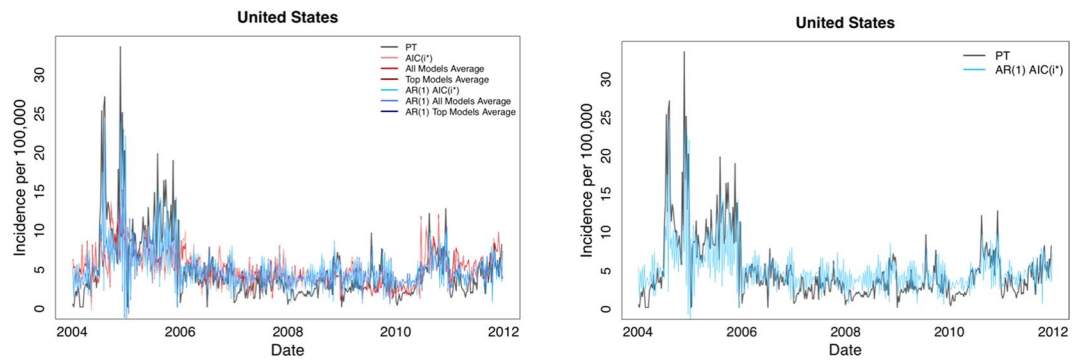 United States
PT
AIC(i*)
All Models Average
Top Models Average
AR(1) AIC(i*)
AR(1) All Models Average
AR(1) Top Models Average
Incidence per 100,000
0
5
10
15
20
25
30
2004
2006
2008
2010
2012
Date
United States
PT
AR(1) AIC(i*)
Incidence per 100,000
0
5
10
15
20
25
30
2004
2006
2008
2010
2012
Date